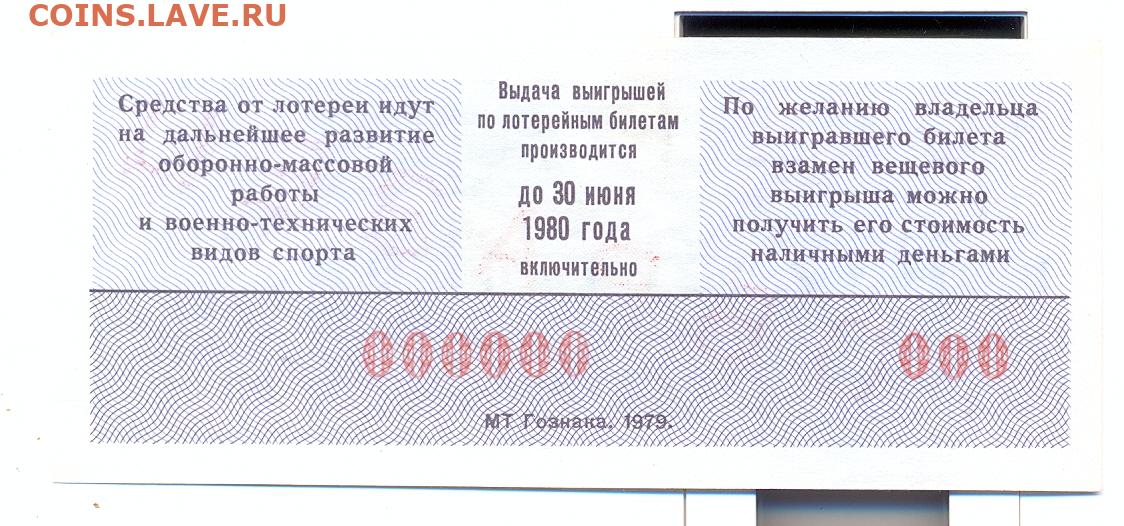 COINS.LAVE.RU
Средства от лотереи идут
на дальнейшее развитие
оборонно-массовой
работы
и военно-технических
видов спорта
Выдача выигрышей
по лотерейным билетам
производится
до 30 июня
1980 года
включительно
По желанию владельца
выигравшего билета
взамен вещевого
выигрыша можно
получить его стоимость
наличными деньгами
000000
000
МТ Гознака. 1979.